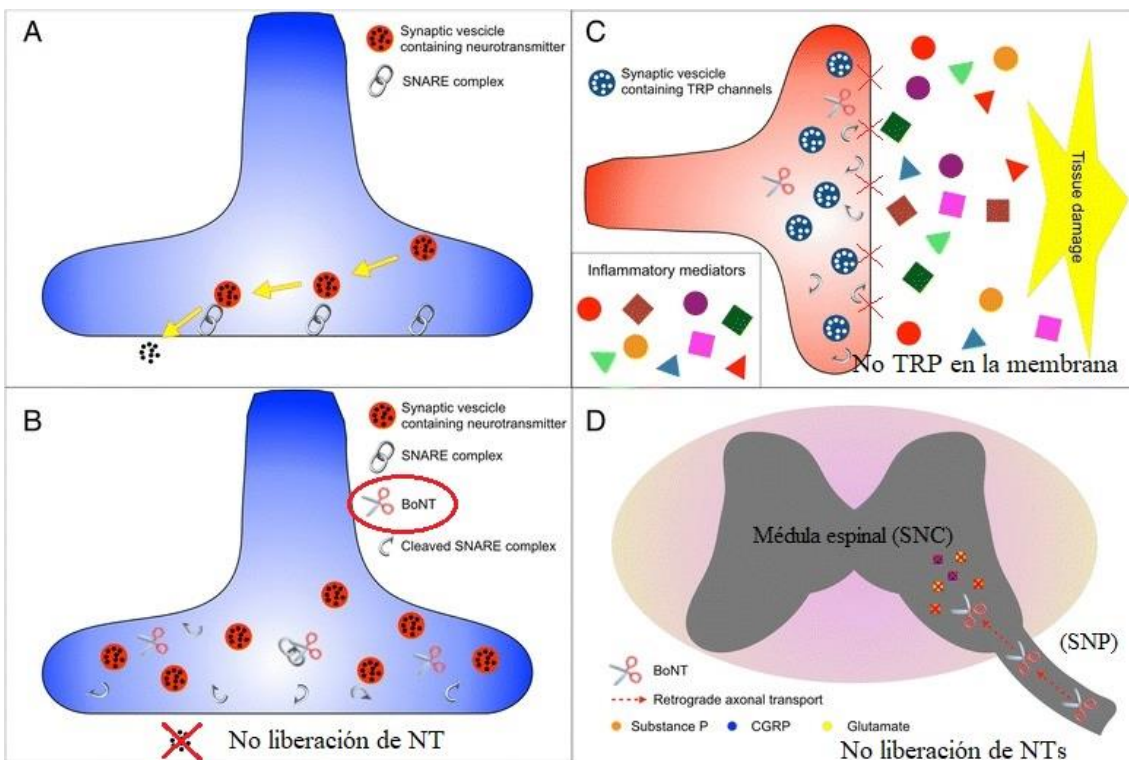 A
Synaptic vescicle
containing neurotransmitter
SNARE complex
B
Synaptic vescicle
containing neurotransmitter
SNARE complex
BoNT
Cleaved SNARE complex
No liberación de NT
C
Synaptic vescicle
containing TRP channels
Tissue damage
Inflammatory mediators
No TRP en la membrana
D
Médula espinal (SNC)
(SNP)
BoNT
Retrograde axonal transport
Substance P
CGRP
Glutamate
No liberación de NTs